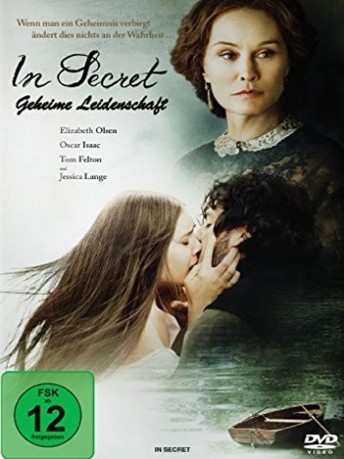 Wenn man ein Geheimnis verbirgt
ändert dies nichts an der Wahrheit...
In Secret
Geheime Leidenschaft
Elizabeth Olsen
Oscar Isaac
Tom Felton
und
Jessica Lange
FSK
ab
12
freigegeben
IN SECRET
DVD
VIDEO